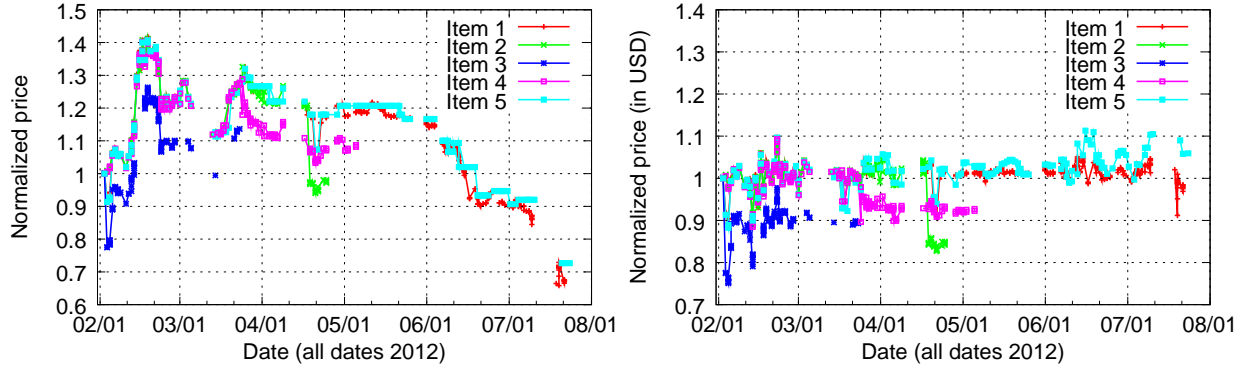 Normalized price
1.5
1.4
1.3
1.2
1.1
1
0.9
0.8
0.7
0.6
02/01 03/01 04/01 05/01 06/01 07/01 08/01
Date (all dates 2012)
Item 1
Item 2
Item 3
Item 4
Item 5
Normalized price (in USD)
1.4
1.3
1.2
1.1
1
0.9
0.8
0.7
02/01 03/01 04/01 05/01 06/01 07/01 08/01
Date (all dates 2012)
Item 1
Item 2
Item 3
Item 4
Item 5